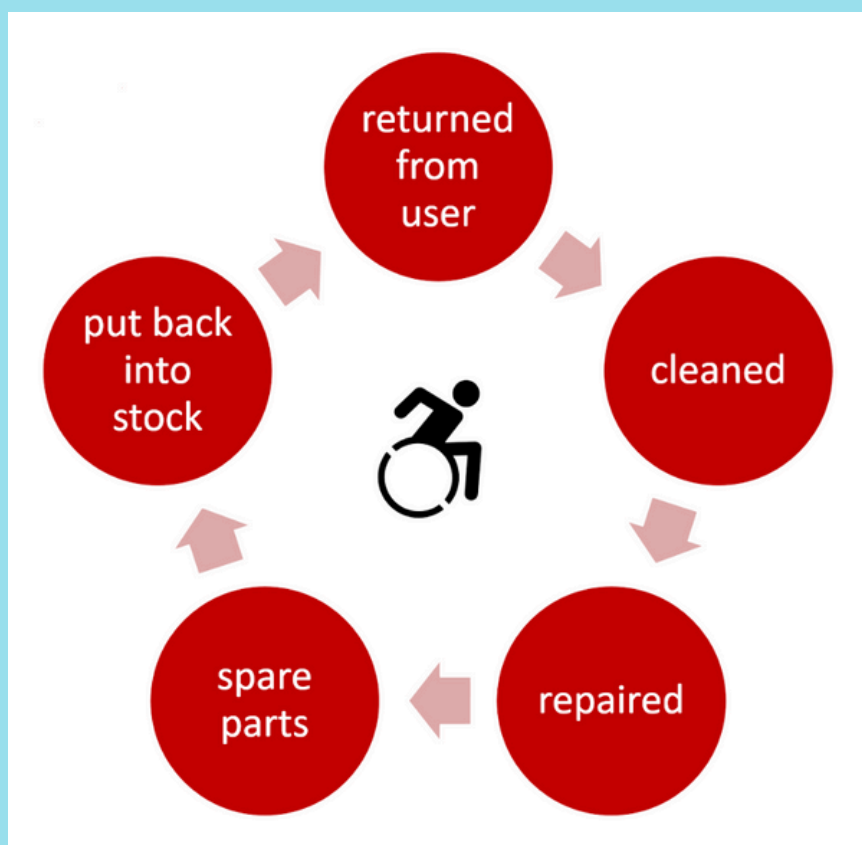 returned
from
user
cleaned
repaired
spare
parts
put back
into
stock